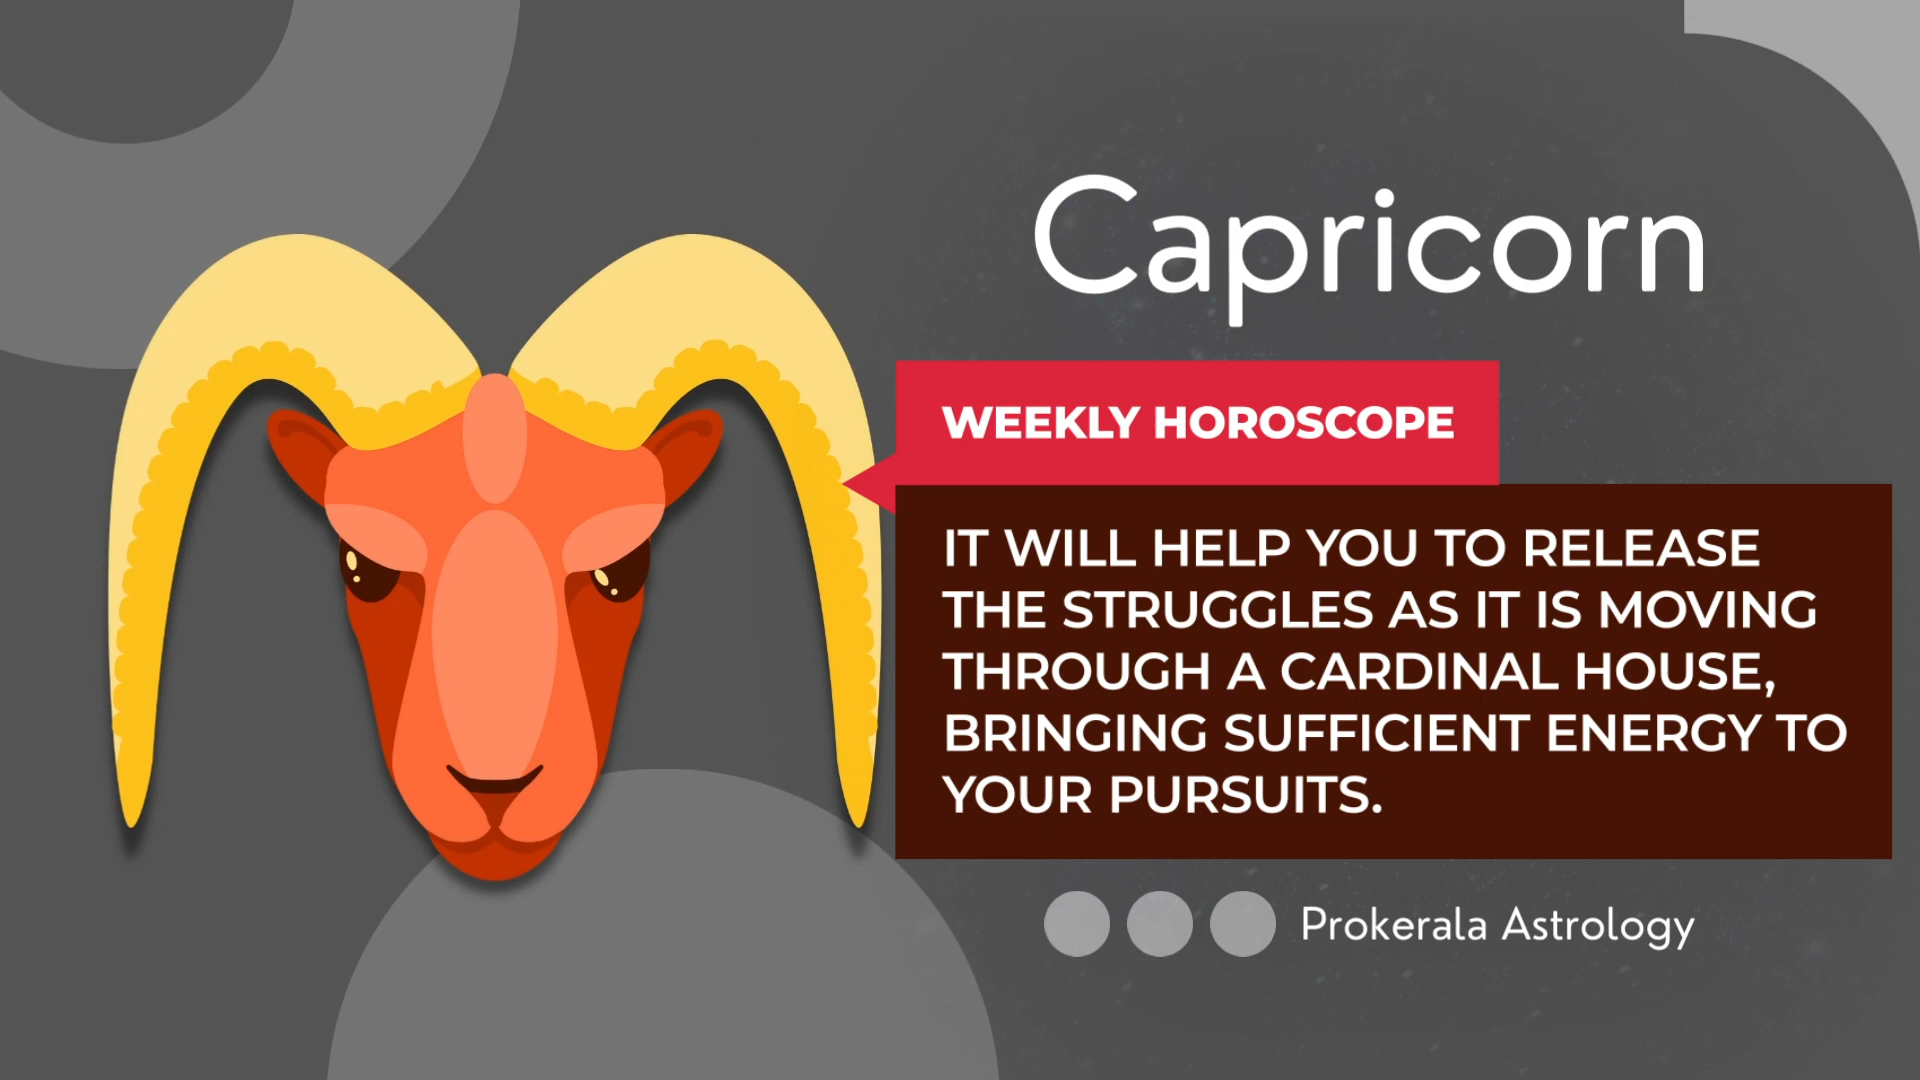 Capricorn
WEEKLY HOROSCOPE
IT WILL HELP YOU TO RELEASE
THE STRUGGLES AS IT IS MOVING
THROUGH A CARDINAL HOUSE,
BRINGING SUFFICIENT ENERGY TO
YOUR PURSUITS.
Prokerala Astrology